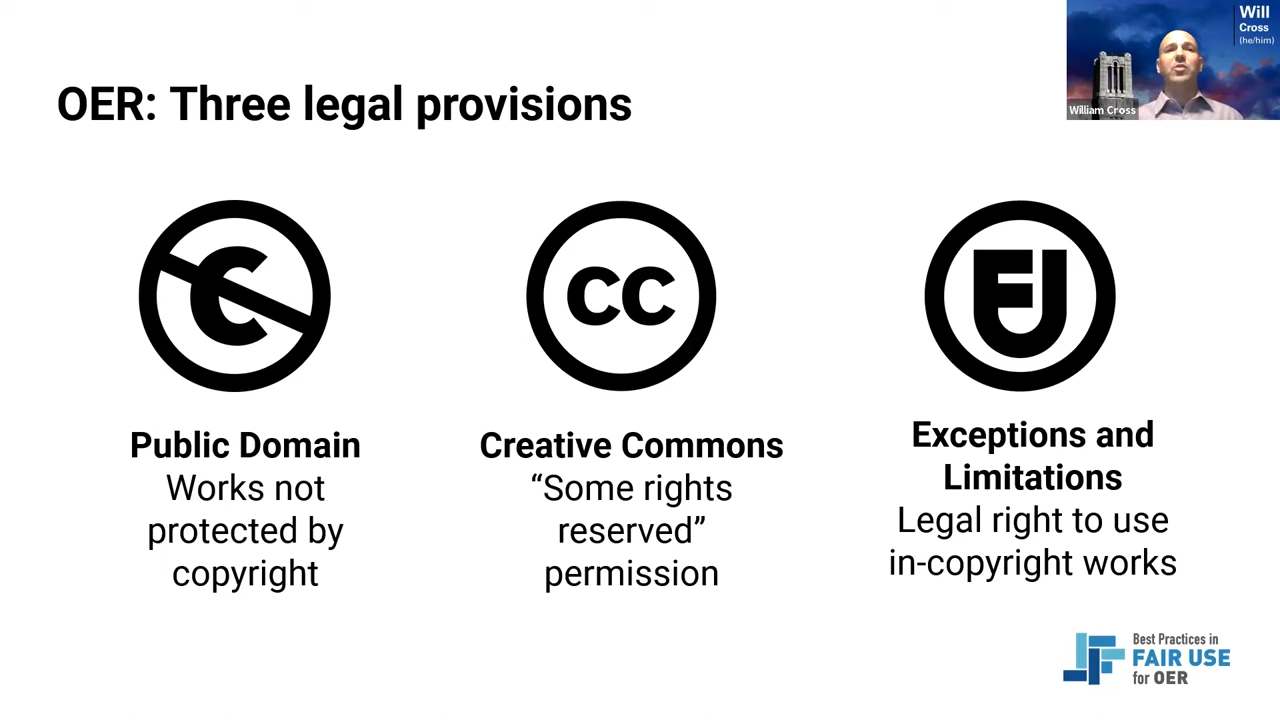 OER: Three legal provisions
Will
Cross
(he/him)
William Cross
C
CC
FU
Public Domain
Works not
protected by
copyright
Creative Commons
“Some rights
reserved”
permission
Exceptions and
Limitations
Legal right to use
in-copyright works
Best Practices in
FAIR USE
for OER